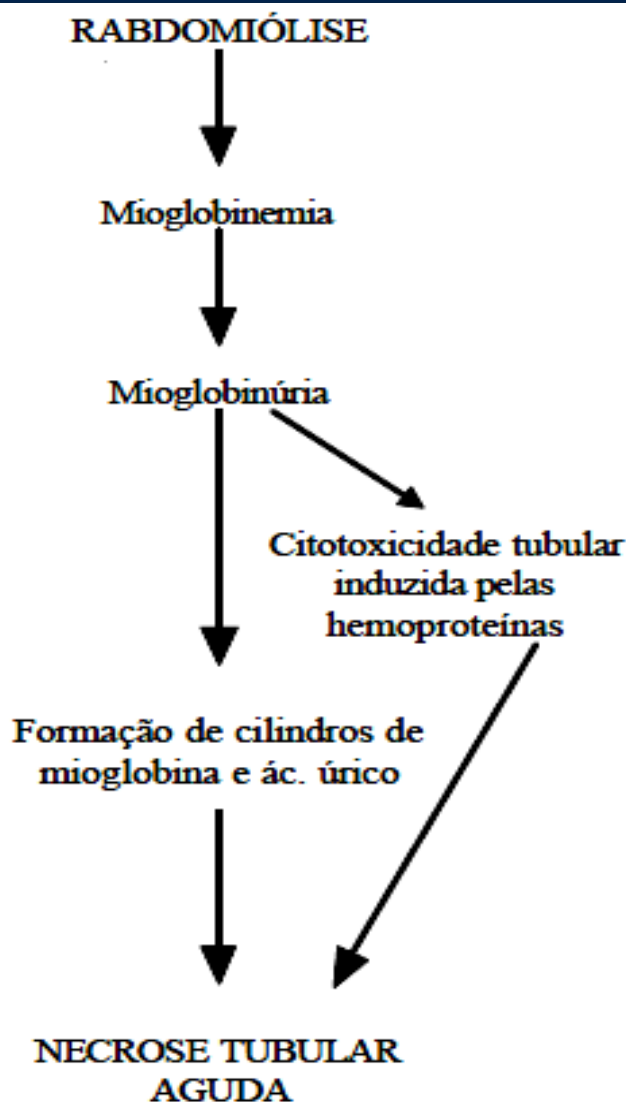 RABDOMIÓLISE
Mioglobinemia
Mioglobinúria
Citotoxicidade tubular
induzida pelas
hemoproteínas
Formação de cilindros de
mioglobina e ác. úrico
NECROSE TUBULAR
AGUDA